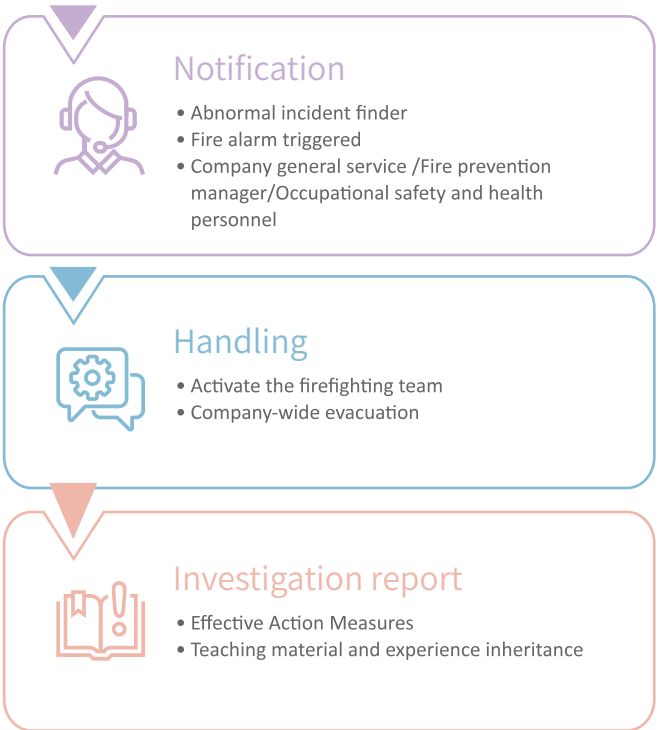 Notification
• Abnormal incident finder
• Fire alarm triggered
• Company general service /Fire prevention
manager/Occupational safety and health
personnel
Handling
• Activate the firefighting team
• Company-wide evacuation
Investigation report
• Effective Action Measures
• Teaching material and experience inheritance